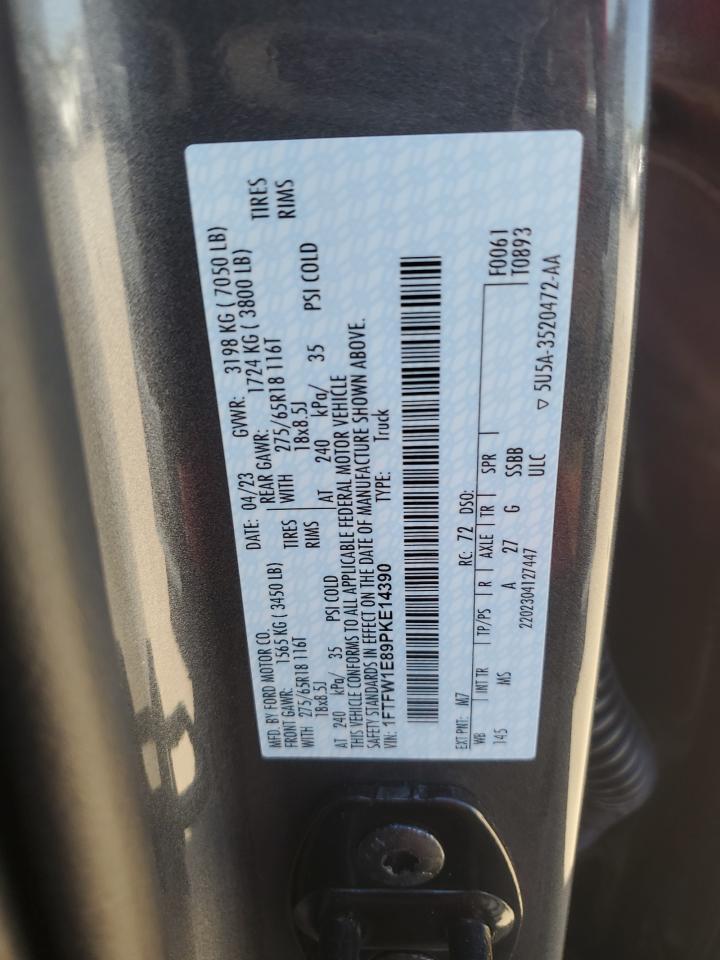 MFD. BY FORD MOTOR CO. DATE: 04/23 GVWR: 3198 KG ( 7050 LB)
FRONT GAWR: 1565 KG ( 3450 LB) REAR GAWR: 1724 KG ( 3800 LB)
WITH 275/65R18 116T TIRES WITH 275/65R18 116T TIRES
18x8.5J RIMS 18x8.5J RIMS
AT 240 kPa/ 35 PSI COLD AT 240 kPa/ 35 PSI COLD
THIS VEHICLE CONFORMS TO ALL APPLICABLE FEDERAL MOTOR VEHICLE
SAFETY STANDARDS IN EFFECT ON THE DATE OF MANUFACTURE SHOWN ABOVE.
VIN: 1FTFW1E89PKE14390 TYPE: Truck
EXT PNT: M7 RC: 72 DSO: F0061
WB INT TR TP/PS R AXLE TR SPR T0893
145 MS A 27 G SSBB
2202304127447 ULC ▽ 5U5A-3520472-AA